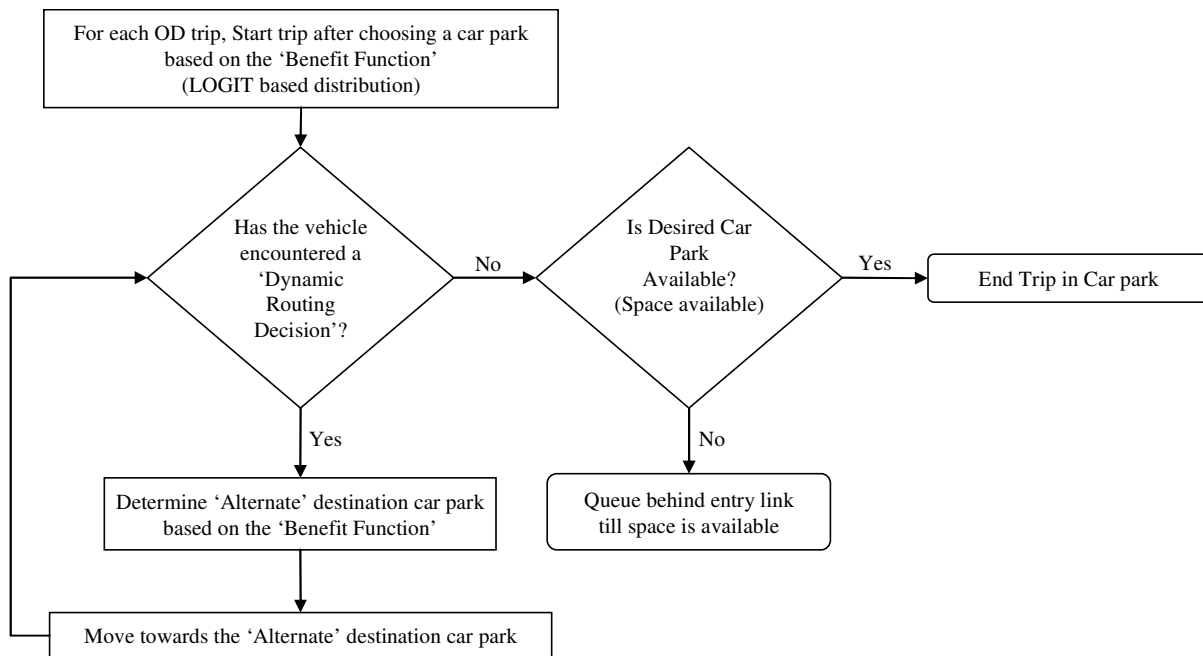 For each OD trip, Start trip after choosing a car park
based on the ‘Benefit Function’
(LOGIT based distribution)
Has the vehicle
encountered a
‘Dynamic
Routing
Decision’?
No
Is Desired Car
Park
Available?
(Space available)
Yes
End Trip in Car park
Yes
No
Determine ‘Alternate’ destination car park
based on the ‘Benefit Function’
Queue behind entry link
till space is available
Move towards the ‘Alternate’ destination car park